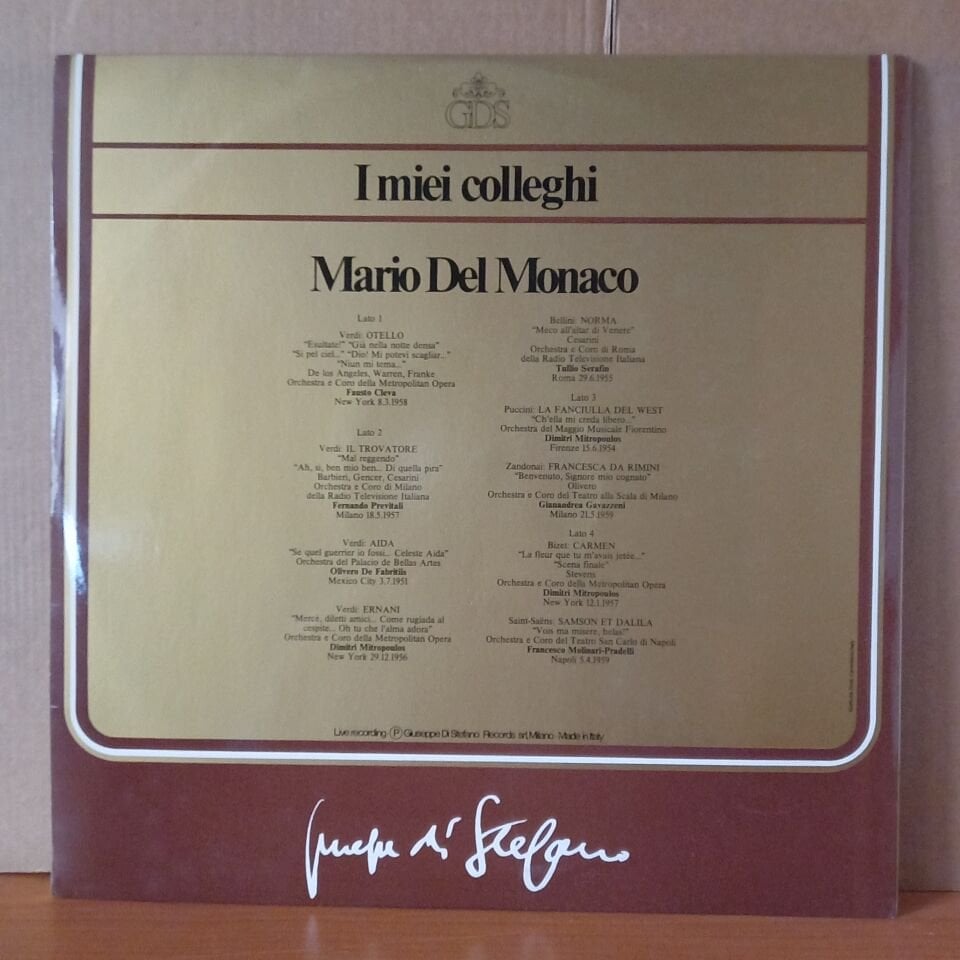 GDS
I miei colleghi
Mario Del Monaco
Lato 1
Verdi: OTELLO
"Esultate!" "Già nella notte densa"
"Si pel ciel..." "Dio! Mi potevi scagliar..."
"Niun mi tema..."
De los Angeles, Warren, Franke
Orchestra e Coro della Metropolitan Opera
Fausto Cleva
New York 8.3.1958
Lato 2
Verdi: IL TROVATORE
"Mal reggendo"
"Ah, si, ben mio ben... Di quella pira"
Barbieri, Gencer, Cesarini
Orchestra e Coro di Milano
della Radio Televisione Italiana
Fernando Previtali
Milano 18.5.1957
Verdi: AIDA
"Se quel guerrier io fossi... Celeste Aida"
Orchestra del Palacio de Bellas Artes
Olivero De Fabritiis
Mexico City 3.7.1951
Verdi: ERNANI
"Mercè, diletti amici... Come rugiada al
cespite... Oh tu che l'alma adora"
Orchestra e Coro della Metropolitan Opera
Dimitri Mitropoulos
New York 29.12.1956
Bellini: NORMA
"Meco all'altar di Venere"
Cesarini
Orchestra e Coro di Roma
della Radio Televisione Italiana
Tullio Serafin
Roma 29.6.1955
Lato 3
Puccini: LA FANCIULLA DEL WEST
"Ch'ella mi creda libero..."
Orchestra del Maggio Musicale Fiorentino
Dimitri Mitropoulos
Firenze 15.6.1954
Zandonai: FRANCESCA DA RIMINI
"Benvenuto, Signore mio cognato"
Olivero
Orchestra e Coro del Teatro alla Scala di Milano
Gianandrea Gavazzeni
Milano 21.5.1959
Lato 4
Bizet: CARMEN
"La fleur que tu m'avais jetée..."
"Scena finale"
Stevens
Orchestra e Coro della Metropolitan Opera
Dimitri Mitropoulos
New York 12.1.1957
Saint-Saëns: SAMSON ET DALILA
"Vois ma misere, helas!"
Orchestra e Coro del Teatro San Carlo di Napoli
Francesco Molinari-Pradelli
Napoli 5.4.1959
Live recording Ⓟ Giuseppe Di Stefano Records srl, Milano - Made in Italy
Giuseppe di Stefano